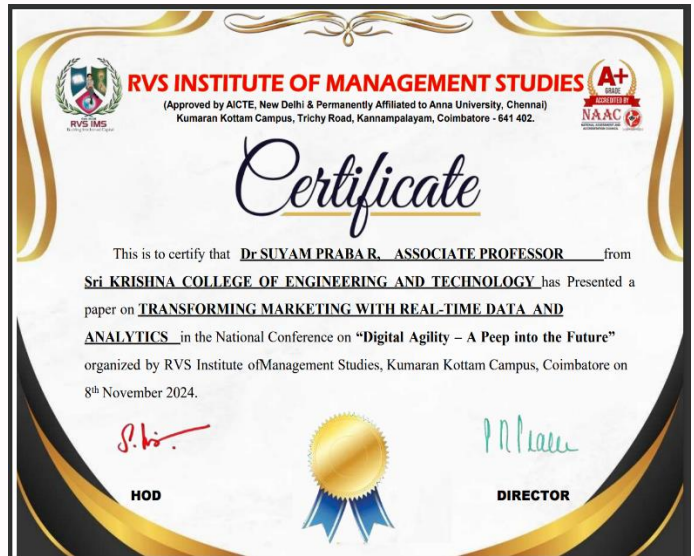 RVS INSTITUTE OF MANAGEMENT STUDIES
(Approved by AICTE, New Delhi & Permanently Affiliated to Anna University, Chennai)
Kumaran Kottam Campus, Trichy Road, Kannampalayam, Coimbatore - 641 402.
RVS IMS
A+
GRADE
ACCREDITED BY
NAAC
Certificate
This is to certify that Dr SUYAM PRABA R, ASSOCIATE PROFESSOR from
Sri KRISHNA COLLEGE OF ENGINEERING AND TECHNOLOGY has Presented a
paper on TRANSFORMING MARKETING WITH REAL-TIME DATA AND
ANALYTICS in the National Conference on “Digital Agility – A Peep into the Future”
organized by RVS Institute ofManagement Studies, Kumaran Kottam Campus, Coimbatore on
8th November 2024.
HOD
DIRECTOR